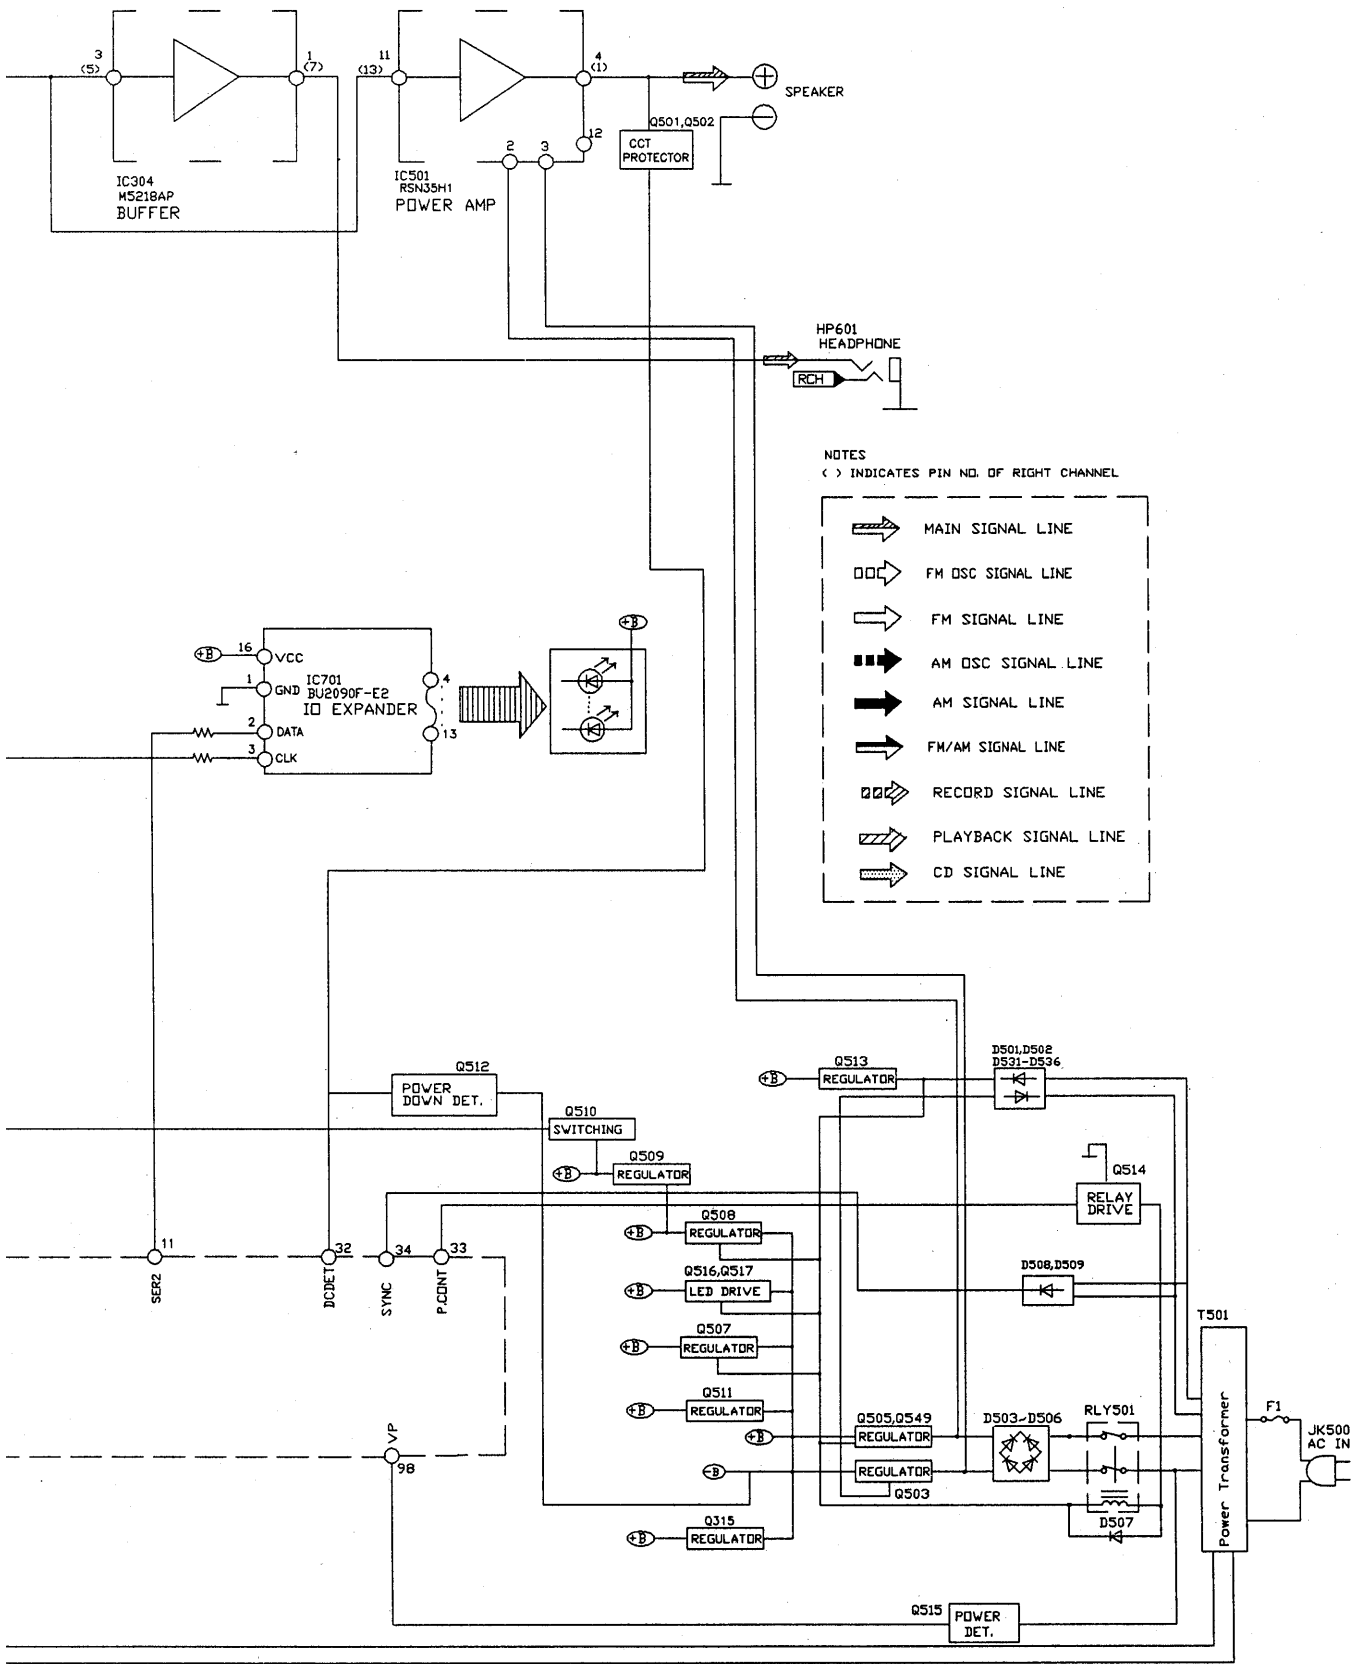 3
(5)
1
(7)
11
(13)
4
(1)
+
SPEAKER
−
Q501,Q502
CCT
PROTECTOR
2
3
12
IC304
M5218AP
BUFFER
IC501
RSN35H1
POWER AMP
HP601
HEADPHONE
RCH
NOTES
( ) INDICATES PIN NO. OF RIGHT CHANNEL
MAIN SIGNAL LINE
FM OSC SIGNAL LINE
FM SIGNAL LINE
AM OSC SIGNAL LINE
AM SIGNAL LINE
FM/AM SIGNAL LINE
RECORD SIGNAL LINE
PLAYBACK SIGNAL LINE
CD SIGNAL LINE
+B
16
VCC
1
GND
2
DATA
3
CLK
IC701
BU2090F-E2
IO EXPANDER
4
13
+B
Q512
POWER
DOWN DET.
Q510
SWITCHING
+B
Q509
REGULATOR
+B
Q513
REGULATOR
D501,D502
D531-D536
Q514
RELAY
DRIVE
+B
Q508
REGULATOR
Q516,Q517
+B
LED DRIVE
D508,D509
Q507
+B
REGULATOR
Q511
+B
REGULATOR
+B
Q505,Q549
REGULATOR
D503-D506
RLY501
-B
REGULATOR
Q503
D507
Q315
+B
REGULATOR
T501
Power Transformer
F1
JK500
AC IN
Q515
POWER
DET.
11
SER2
32
DCDET
34
SYNC
33
P.CONT
VP
98